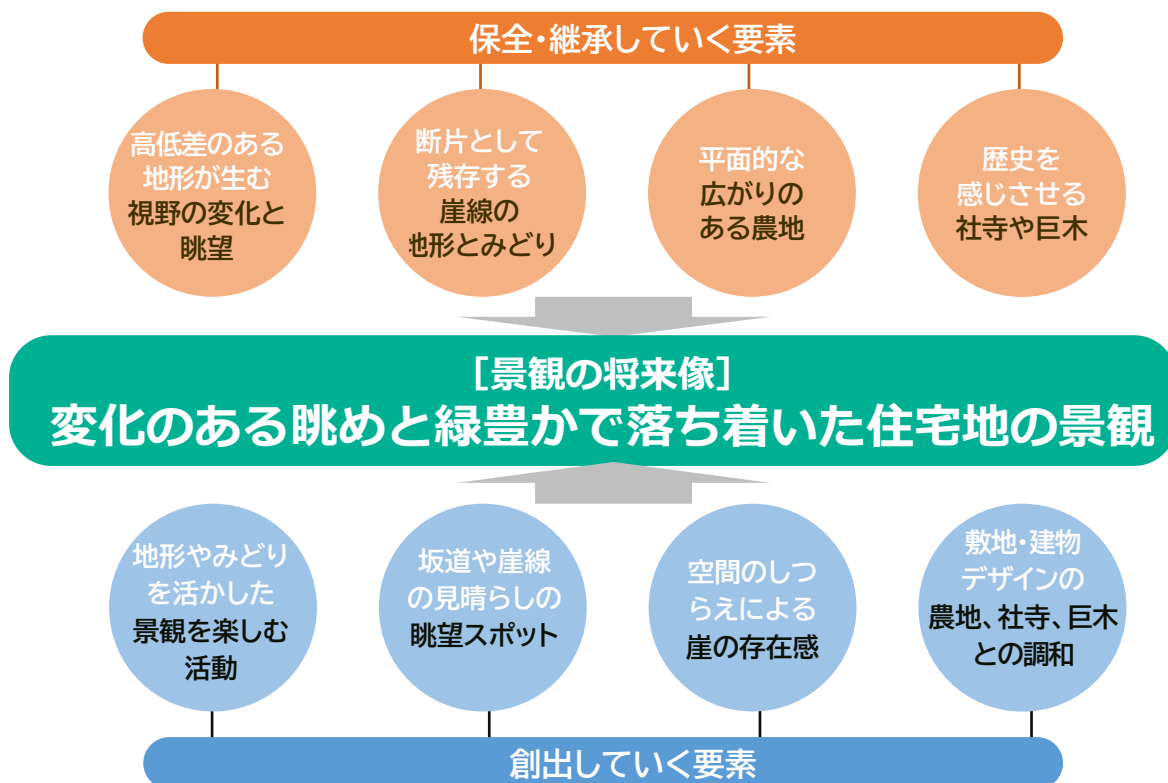 保全・継承していく要素
高低差のある
地形が生む
視野の変化と
眺望
断片として
残存する
崖線の
地形とみどり
平面的な
広がりの
ある農地
歴史を
感じさせる
社寺や巨木
[景観の将来像]
変化のある眺めと緑豊かで落ち着いた住宅地の景観
地形やみどり
を活かした
景観を楽しむ
活動
坂道や崖線
の見晴らしの
眺望スポット
空間のしつ
らえによる
崖の存在感
敷地・建物
デザインの
農地、社寺、巨木
との調和
創出していく要素